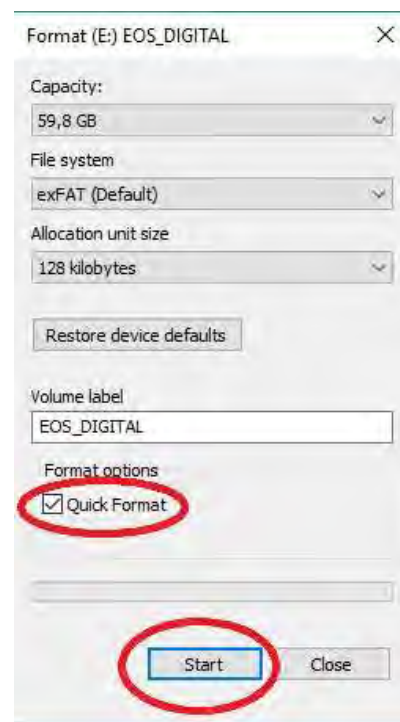 Format (E:) EOS_DIGITAL
Capacity:
59,8 GB
File system
exFAT (Default)
Allocation unit size
128 kilobytes
Restore device defaults
Volume label
EOS_DIGITAL
Format options
Quick Format
Start Close